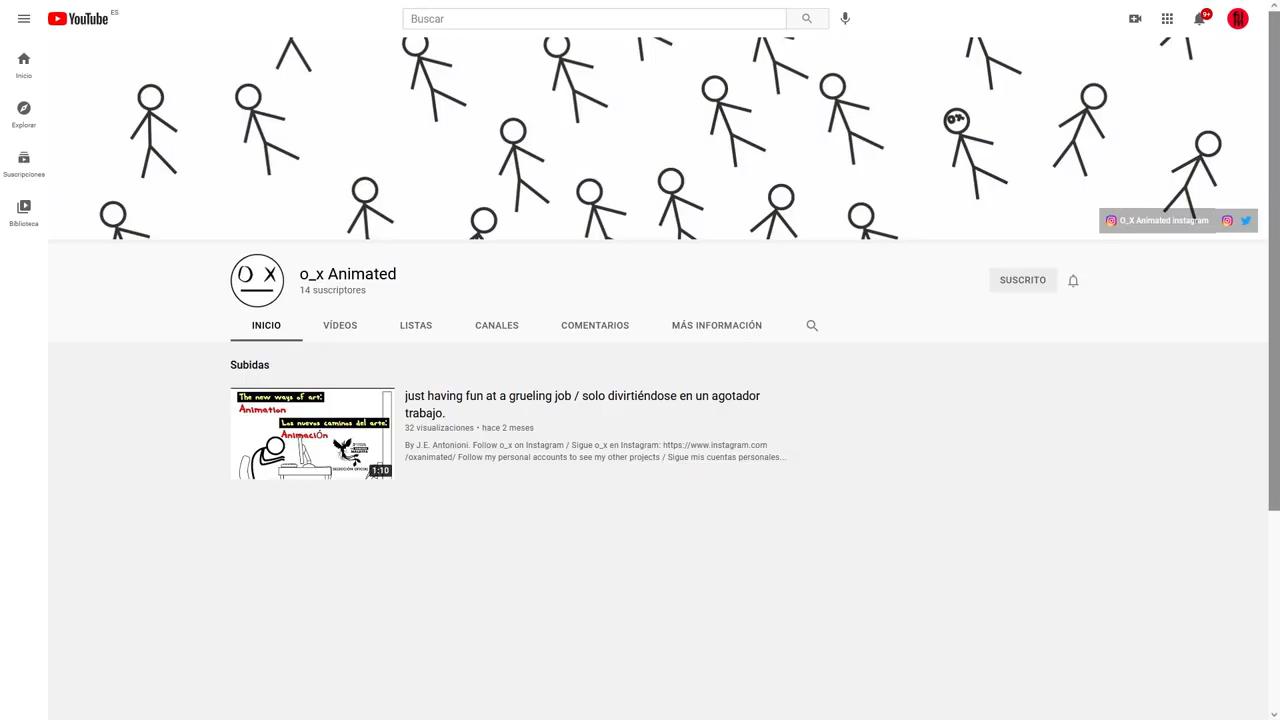 YouTube ES
Buscar
9+
Inicio
Explorar
Suscripciones
Biblioteca
O_X Animated instagram
o_x Animated
14 suscriptores
SUSCRITO
INICIO VÍDEOS LISTAS CANALES COMENTARIOS MÁS INFORMACIÓN
Subidas
The new ways of art:
Animation
Los nuevos caminos del arte:
AnimaciÓn
SELECCIÓN OFICIAL
1:10
just having fun at a grueling job / solo divirtiéndose en un agotador
trabajo.
32 visualizaciones • hace 2 meses
By J.E. Antonioni. Follow o_x on Instagram / Sigue o_x en Instagram: https://www.instagram.com
/oxanimated/ Follow my personal accounts to see my other projects / Sigue mis cuentas personales...